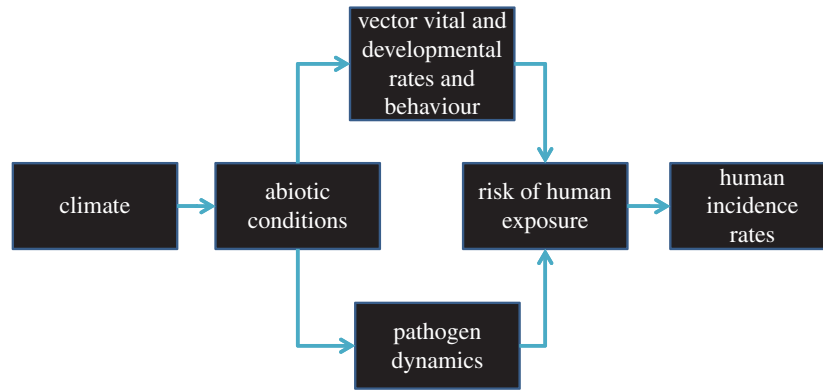 vector vital and
developmental
rates and
behaviour
climate
abiotic
conditions
risk of human
exposure
human
incidence
rates
pathogen
dynamics